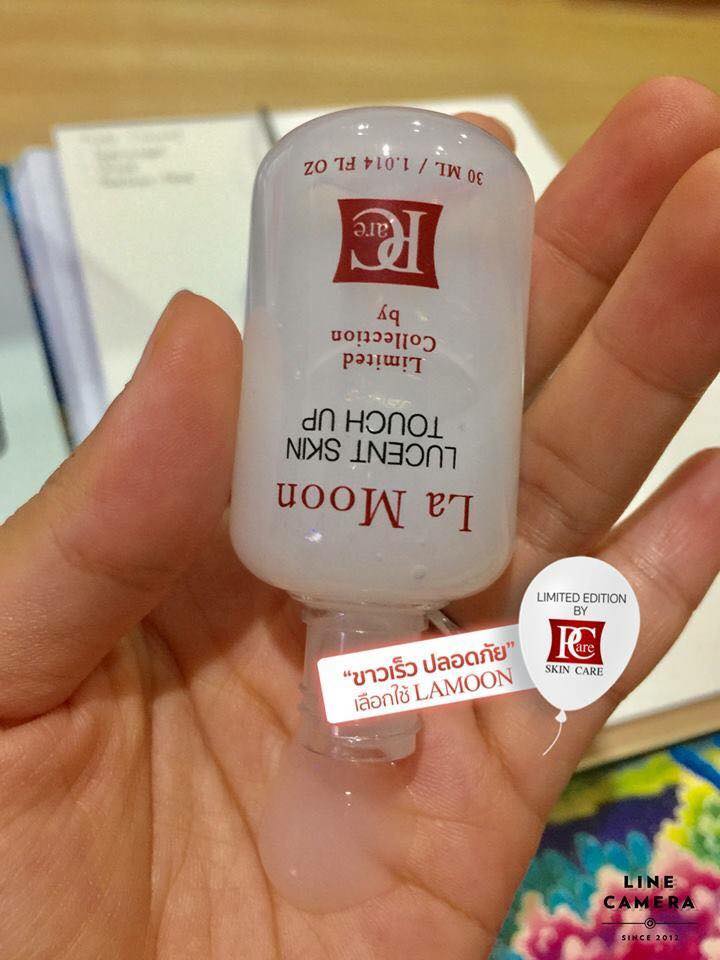 La Moon
LUCENT SKIN
TOUCH UP
Limited
Collection
by
PCare
30 ML / 1.014 FL OZ
“ขาวเร็ว ปลอดภัย”
เลือกใช้ LAMOON
LIMITED EDITION
BY
PCare
SKIN CARE
LINE
CAMERA
SINCE 2012